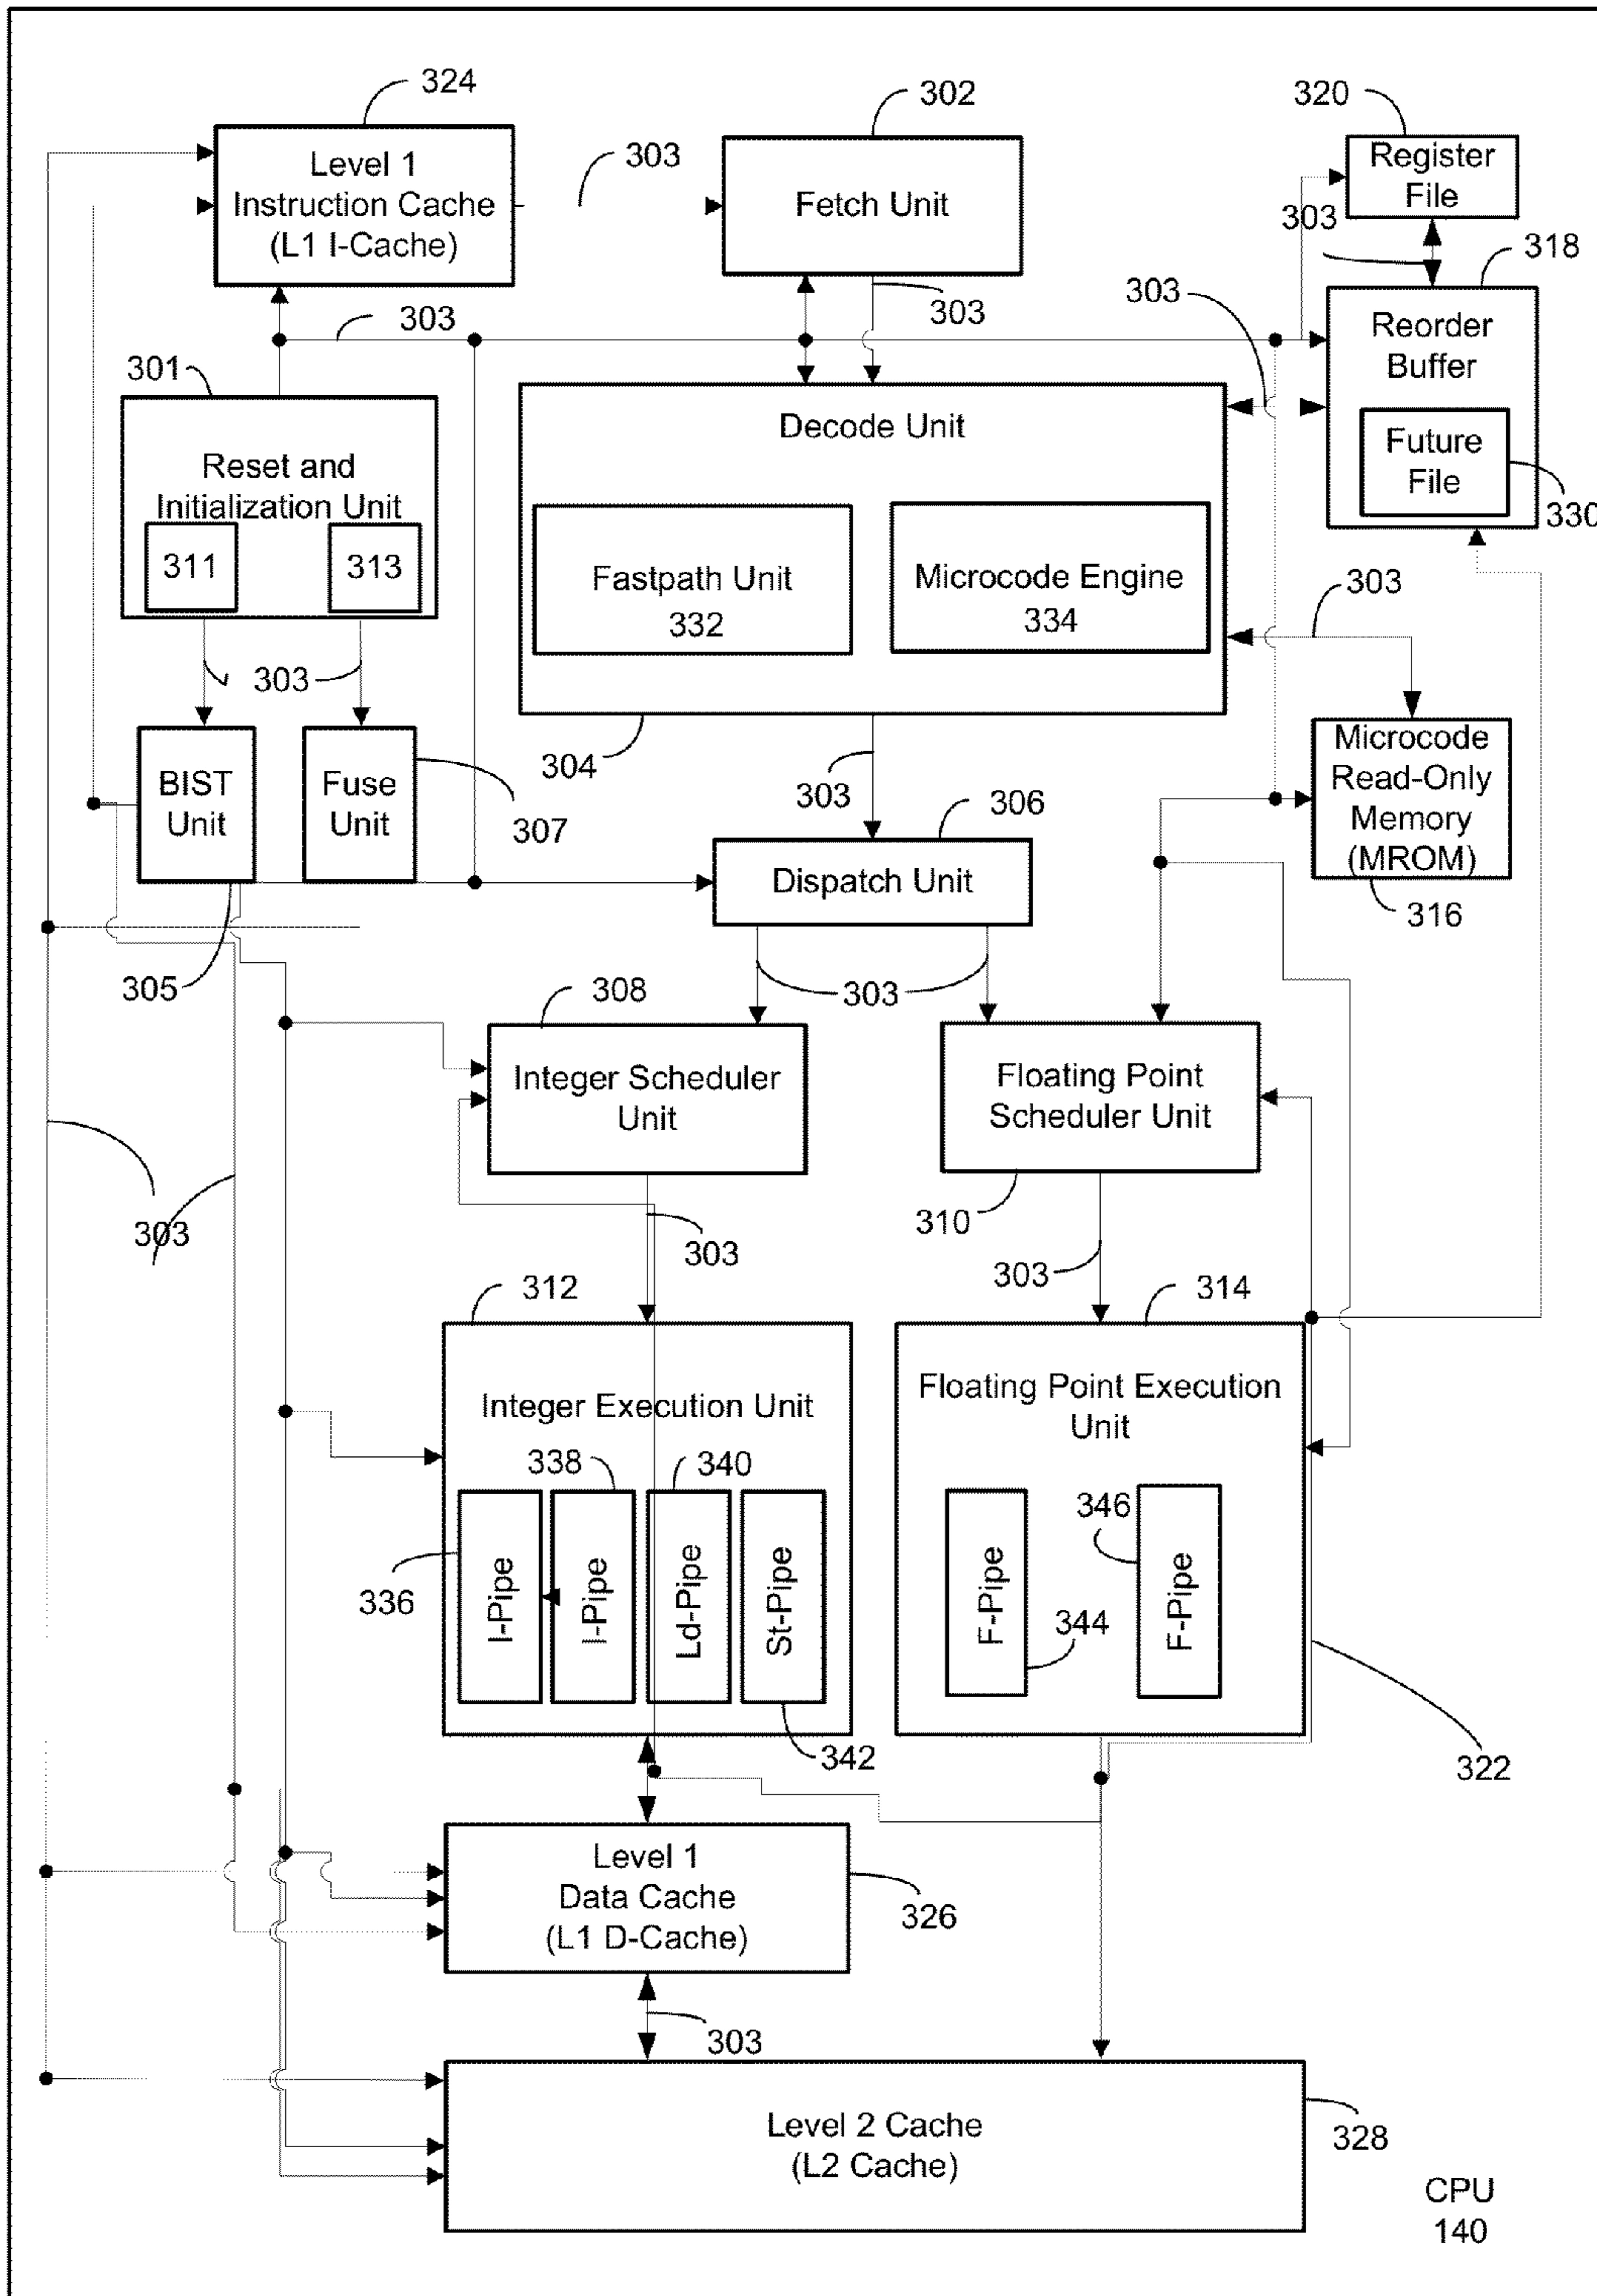 324
302
320
Level 1
Instruction Cache
(L1 I-Cache)
303
Fetch Unit
Register
File
303
318
303
303
303
Reorder
Buffer
301
303
Decode Unit
Future
File
330
Reset and
Initialization Unit
311
313
Fastpath Unit
332
Microcode Engine
334
303
303
BIST
Unit
Fuse
Unit
307
304
303
306
Microcode
Read-Only
Memory
(MROM)
Dispatch Unit
316
305
308
303
Integer Scheduler
Unit
Floating Point
Scheduler Unit
303
303
310
303
312
314
Integer Execution Unit
Floating Point Execution
Unit
338
340
346
336
I-Pipe
I-Pipe
Ld-Pipe
St-Pipe
F-Pipe
344
F-Pipe
342
322
Level 1
Data Cache
(L1 D-Cache)
326
303
Level 2 Cache
(L2 Cache)
328
CPU
140